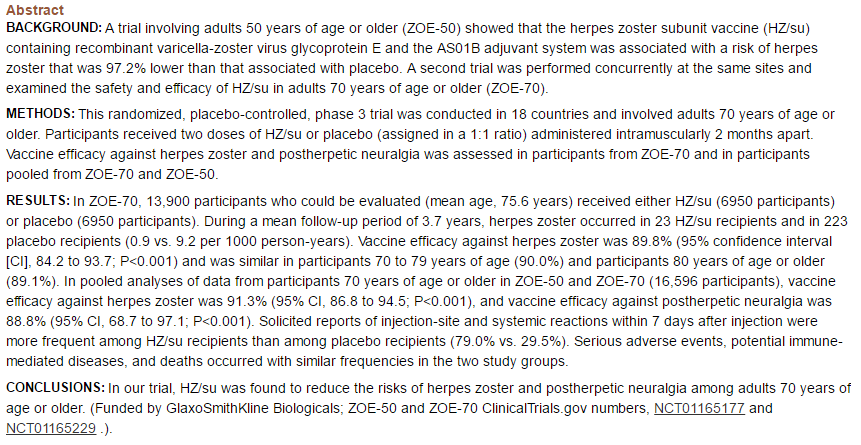 Abstract
BACKGROUND: A trial involving adults 50 years of age or older (ZOE-50) showed that the herpes zoster subunit vaccine (HZ/su)
containing recombinant varicella-zoster virus glycoprotein E and the AS01B adjuvant system was associated with a risk of herpes
zoster that was 97.2% lower than that associated with placebo. A second trial was performed concurrently at the same sites and
examined the safety and efficacy of HZ/su in adults 70 years of age or older (ZOE-70).
METHODS: This randomized, placebo-controlled, phase 3 trial was conducted in 18 countries and involved adults 70 years of age or
older. Participants received two doses of HZ/su or placebo (assigned in a 1:1 ratio) administered intramuscularly 2 months apart.
Vaccine efficacy against herpes zoster and postherpetic neuralgia was assessed in participants from ZOE-70 and in participants
pooled from ZOE-70 and ZOE-50.
RESULTS: In ZOE-70, 13,900 participants who could be evaluated (mean age, 75.6 years) received either HZ/su (6950 participants)
or placebo (6950 participants). During a mean follow-up period of 3.7 years, herpes zoster occurred in 23 HZ/su recipients and in 223
placebo recipients (0.9 vs. 9.2 per 1000 person-years). Vaccine efficacy against herpes zoster was 89.8% (95% confidence interval
[CI], 84.2 to 93.7; P<0.001) and was similar in participants 70 to 79 years of age (90.0%) and participants 80 years of age or older
(89.1%). In pooled analyses of data from participants 70 years of age or older in ZOE-50 and ZOE-70 (16,596 participants), vaccine
efficacy against herpes zoster was 91.3% (95% CI, 86.8 to 94.5; P<0.001), and vaccine efficacy against postherpetic neuralgia was
88.8% (95% CI, 68.7 to 97.1; P<0.001). Solicited reports of injection-site and systemic reactions within 7 days after injection were
more frequent among HZ/su recipients than among placebo recipients (79.0% vs. 29.5%). Serious adverse events, potential immune-
mediated diseases, and deaths occurred with similar frequencies in the two study groups.
CONCLUSIONS: In our trial, HZ/su was found to reduce the risks of herpes zoster and postherpetic neuralgia among adults 70 years of
age or older. (Funded by GlaxoSmithKline Biologicals; ZOE-50 and ZOE-70 ClinicalTrials.gov numbers, NCT01165177 and
NCT01165229 .).